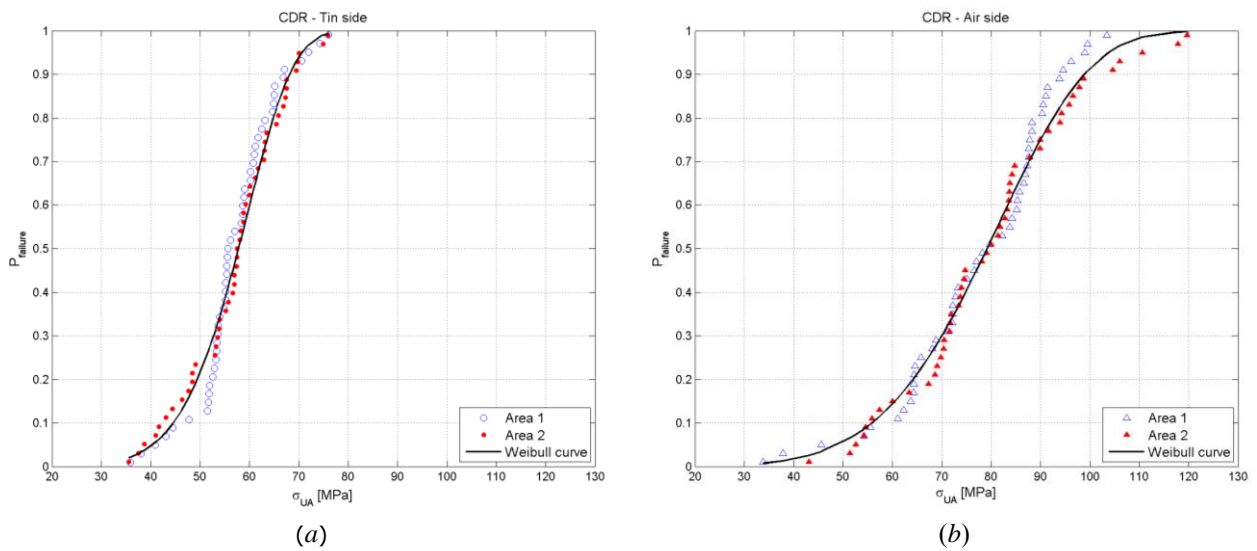 CDR - Tin side
1
0.9
0.8
0.7
0.6
0.5
0.4
0.3
0.2
0.1
0
P_failure
20 30 40 50 60 70 80 90 100 110 120 130
σ_UA [MPa]
Area 1
Area 2
Weibull curve
(a)
CDR - Air side
1
0.9
0.8
0.7
0.6
0.5
0.4
0.3
0.2
0.1
0
P_failure
20 30 40 50 60 70 80 90 100 110 120 130
σ_UA [MPa]
Area 1
Area 2
Weibull curve
(b)